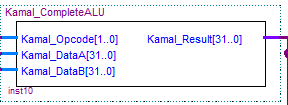 Kamal_CompleteALU
Kamal_Opcode[1..0] Kamal_Result[31..0]
Kamal_DataA[31..0]
Kamal_DataB[31..0]
inst10